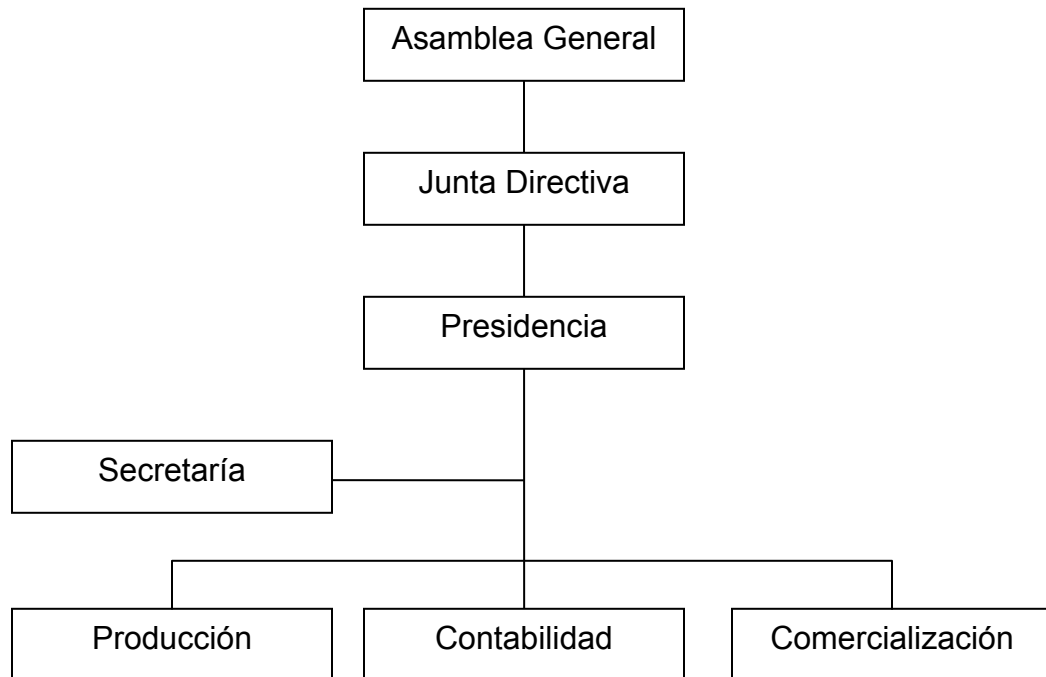 Asamblea General
Junta Directiva
Presidencia
Secretaría
Producción
Contabilidad
Comercialización